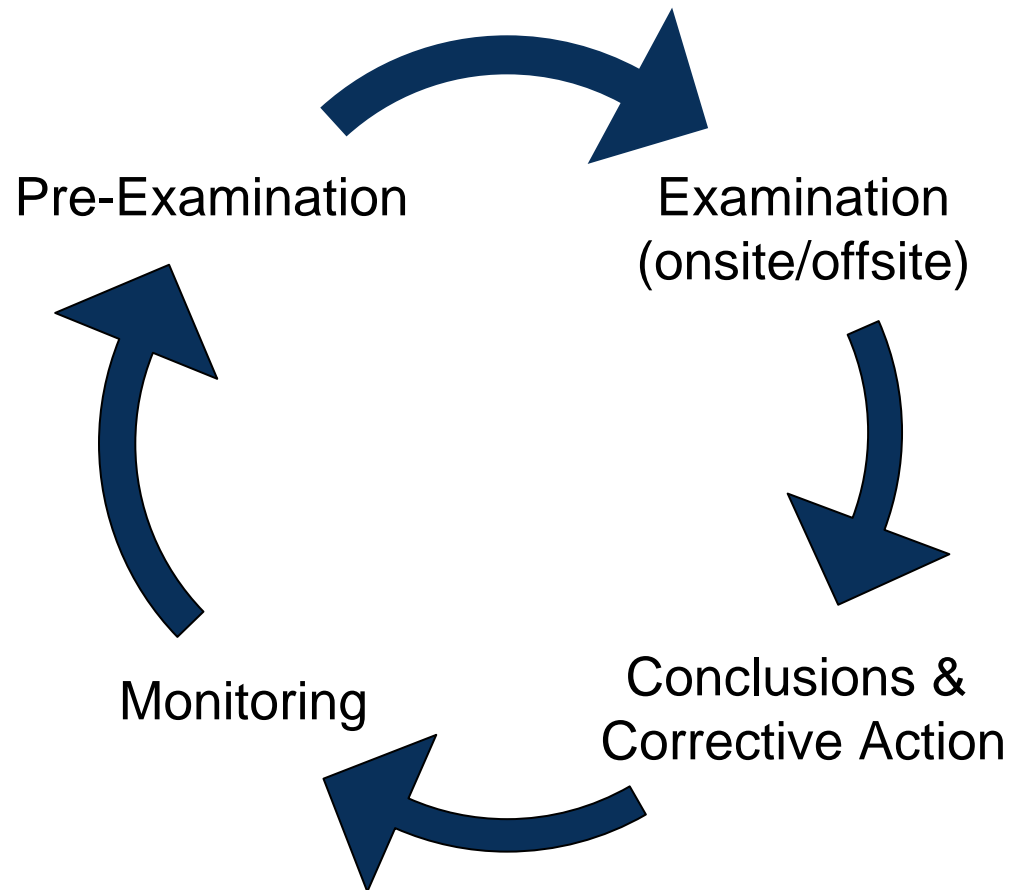 Pre-Examination
Examination
(onsite/offsite)
Conclusions &
Corrective Action
Monitoring